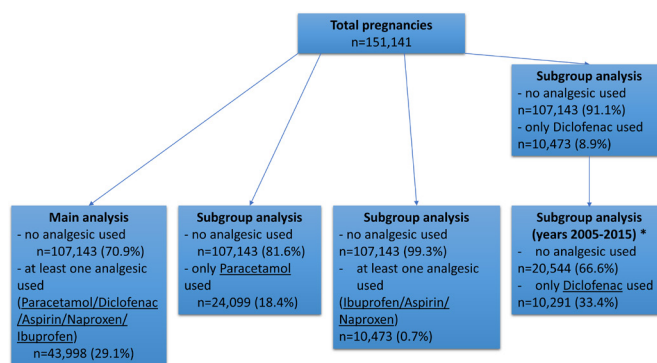 Total pregnancies
n=151,141
Subgroup analysis
- no analgesic used
n=107,143 (91.1%)
- only Diclofenac used
n=10,473 (8.9%)
Main analysis
- no analgesic used
n=107,143 (70.9%)
- at least one analgesic
used
(Paracetamol/Diclofenac
/Aspirin/Naproxen/
Ibuprofen)
n=43,998 (29.1%)
Subgroup analysis
- no analgesic used
n=107,143 (81.6%)
- only Paracetamol
used
n=24,099 (18.4%)
Subgroup analysis
- no analgesic used
n=107,143 (99.3%)
- at least one analgesic
used
(Ibuprofen/Aspirin/
Naproxen)
n=10,473 (0.7%)
Subgroup analysis
(years 2005-2015) *
- no analgesic used
n=20,544 (66.6%)
- only Diclofenac used
n=10,291 (33.4%)